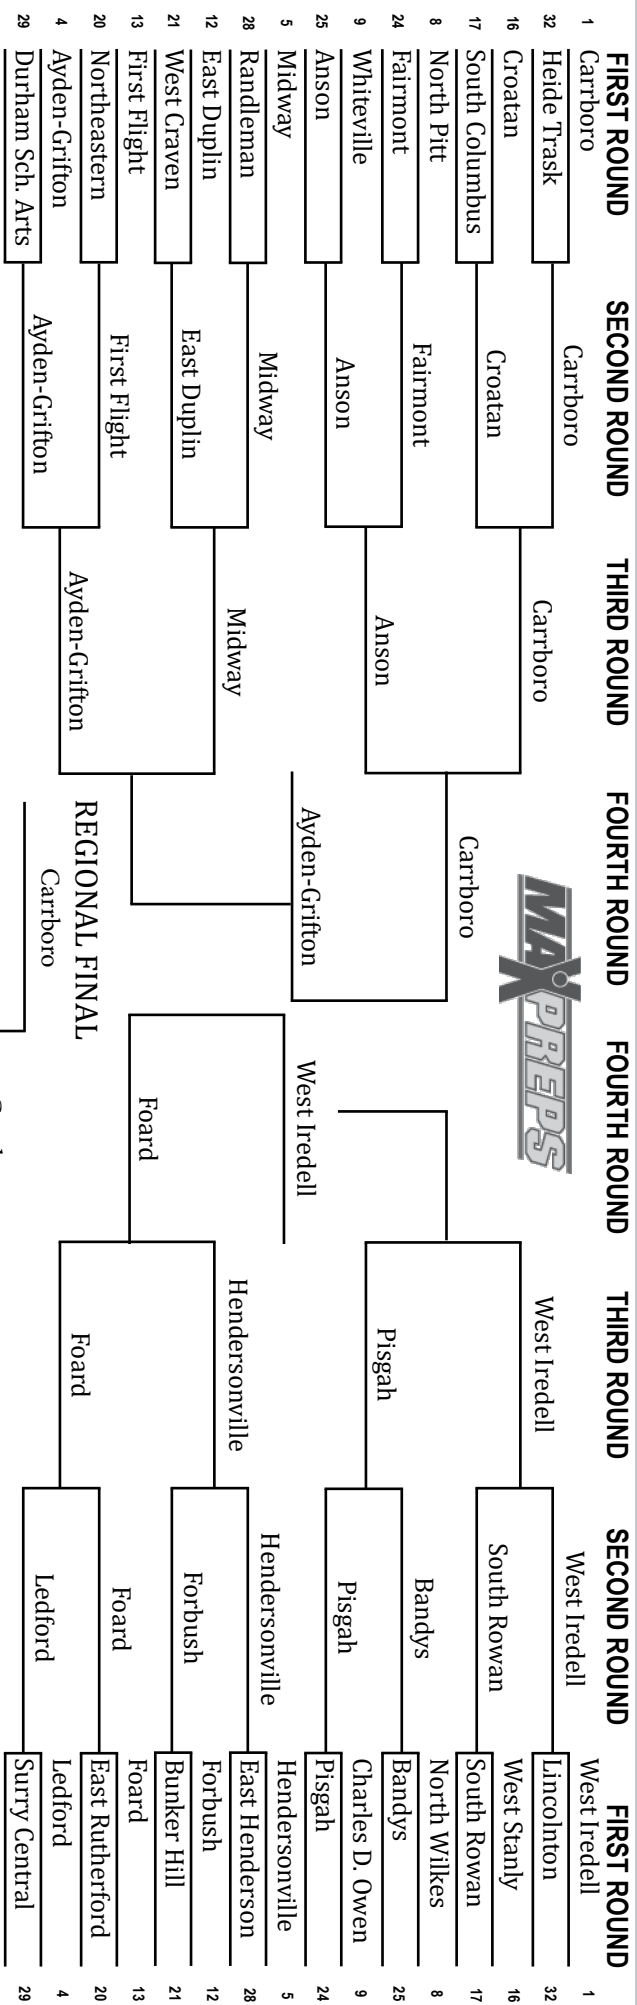 FIRST ROUND
SECOND ROUND
THIRD ROUND
FOURTH ROUND
FOURTH ROUND
THIRD ROUND
SECOND ROUND
FIRST ROUND
1 Carrboro
32 Heide Trask
16 Croatan
17 South Columbus
8 North Pitt
24 Fairmont
9 Whiteville
25 Anson
5 Midway
28 Randleman
12 East Duplin
21 West Craven
13 First Flight
20 Northeastern
4 Ayden-Grifton
29 Durham Sch. Arts
Carrboro
Croatan
Fairmont
Anson
Midway
East Duplin
First Flight
Ayden-Grifton
Carrboro
Anson
Midway
Ayden-Grifton
MAXPREPS
Carrboro
Ayden-Grifton
REGIONAL FINAL
Carrboro
West Iredell
Foard
West Iredell
Pisgah
Hendersonville
Foard
West Iredell
South Rowan
Bandys
Pisgah
Hendersonville
Forbush
Foard
Ledford
West Iredell 1
Lincolnton 32
West Stanly 16
South Rowan 17
North Wilkes 8
Bandys 25
Charles D. Owen 9
Pisgah 24
Hendersonville 5
East Henderson 28
Forbush 12
Bunker Hill 21
Foard 13
East Rutherford 20
Ledford 4
Surry Central 29